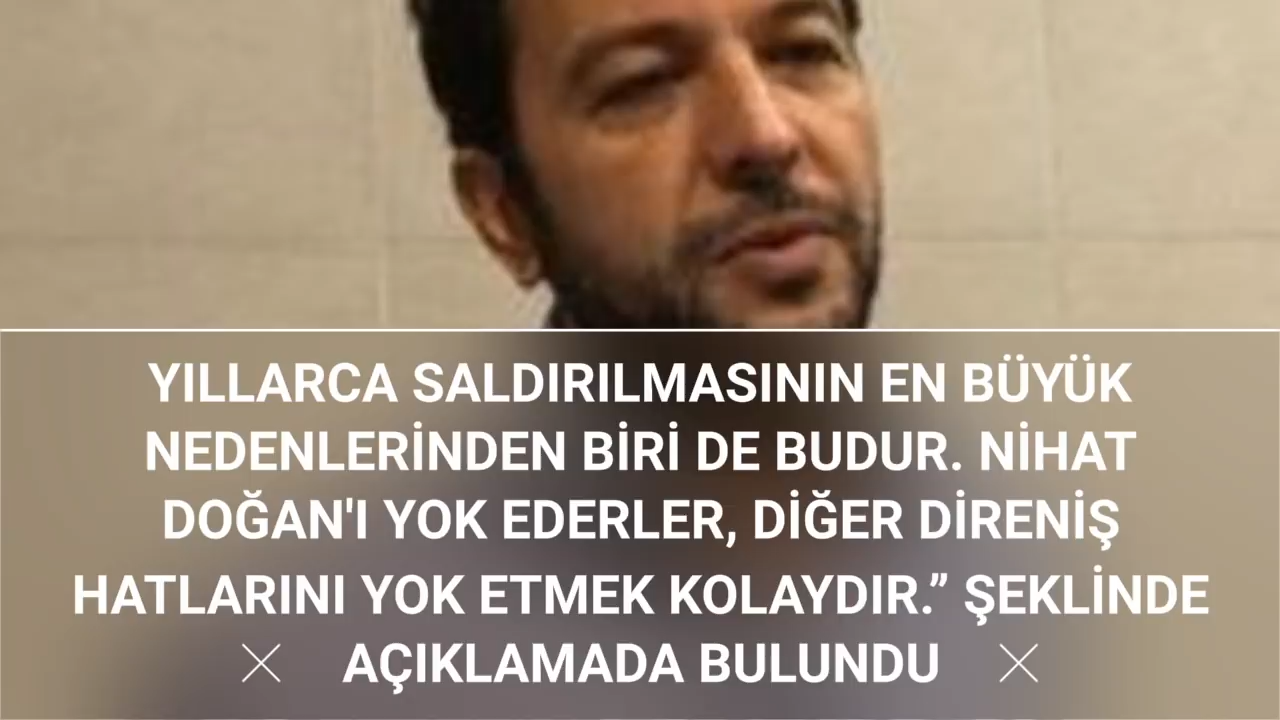 YILLARCA SALDIRILMASININ EN BÜYÜK
NEDENLERİNDEN BİRİ DE BUDUR. NİHAT
DOĞAN'I YOK EDERLER, DİĞER DİRENİŞ
HATLARINI YOK ETMEK KOLAYDIR.” ŞEKLİNDE
AÇIKLAMADA BULUNDU